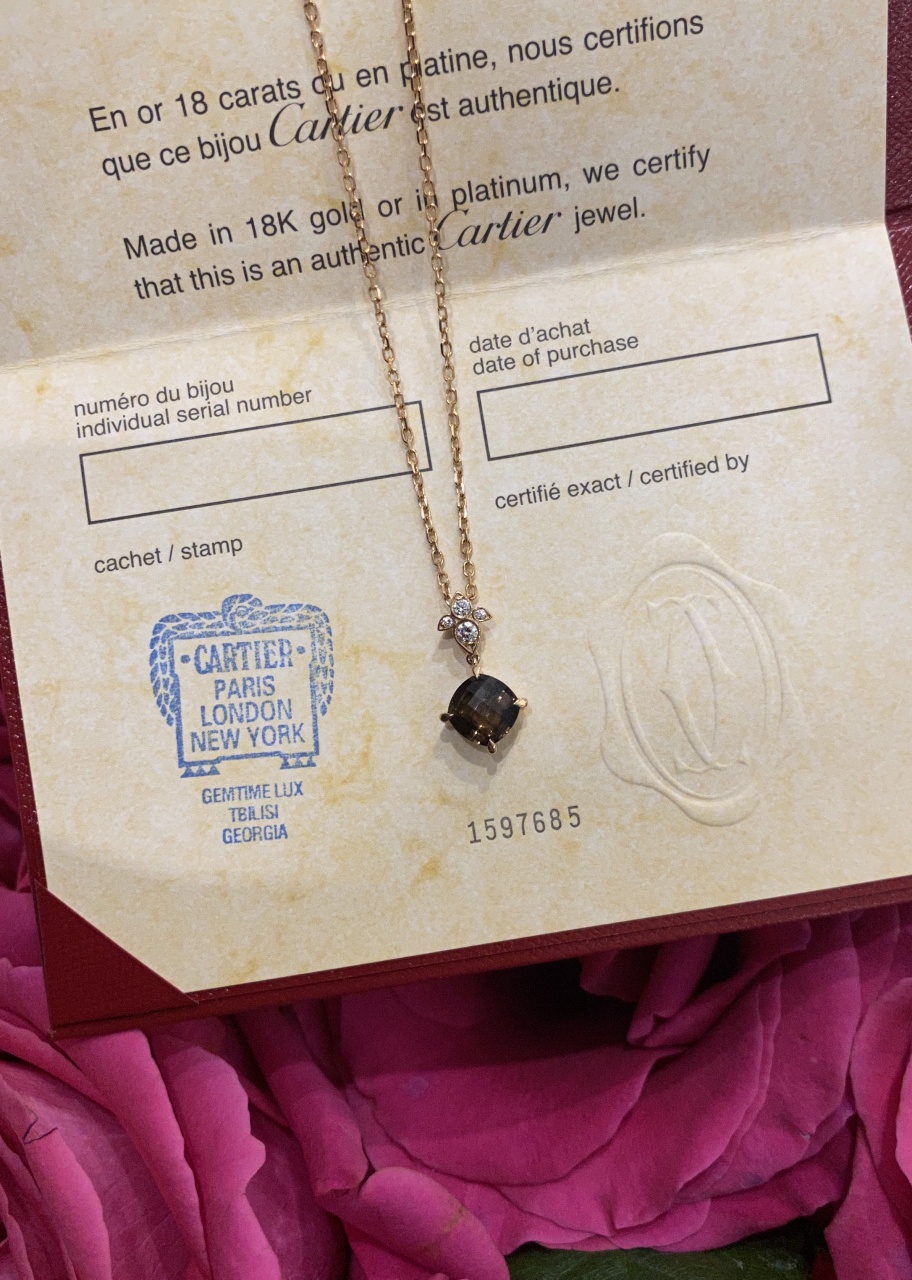 En or 18 carats ou en platine, nous certifions
que ce bijou Cartier est authentique.
Made in 18K gold or in platinum, we certify
that this is an authentic Cartier jewel.
numéro du bijou
individual serial number
date d'achat
date of purchase
cachet / stamp
certifié exact / certified by
·CARTIER·
PARIS
LONDON
NEW YORK
GEMTIME LUX
TBILISI
GEORGIA
1597685